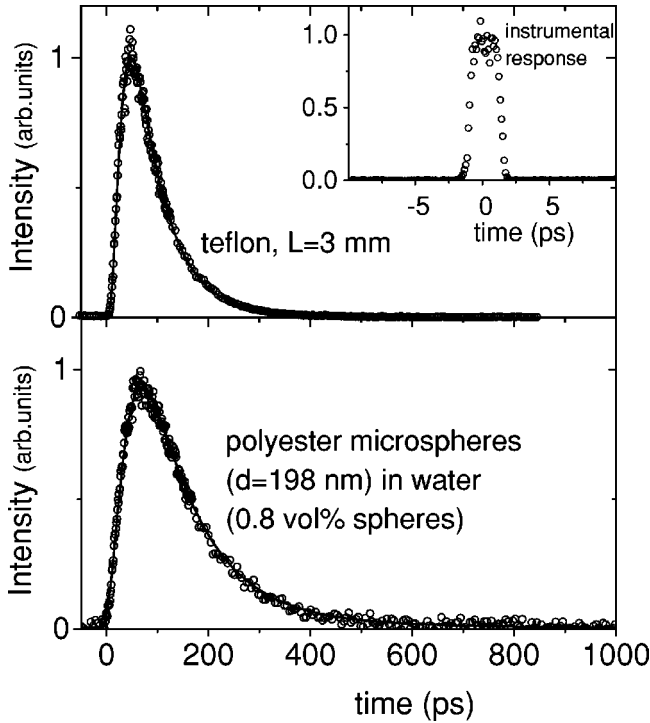 Intensity (arb.units)
1
0
instrumental
response
1.0
0.5
0.0
-5
0
5
time (ps)
teflon, L=3 mm
Intensity (arb.units)
1
0
polyester microspheres
(d=198 nm) in water
(0.8 vol% spheres)
0
200
400
600
800
1000
time (ps)